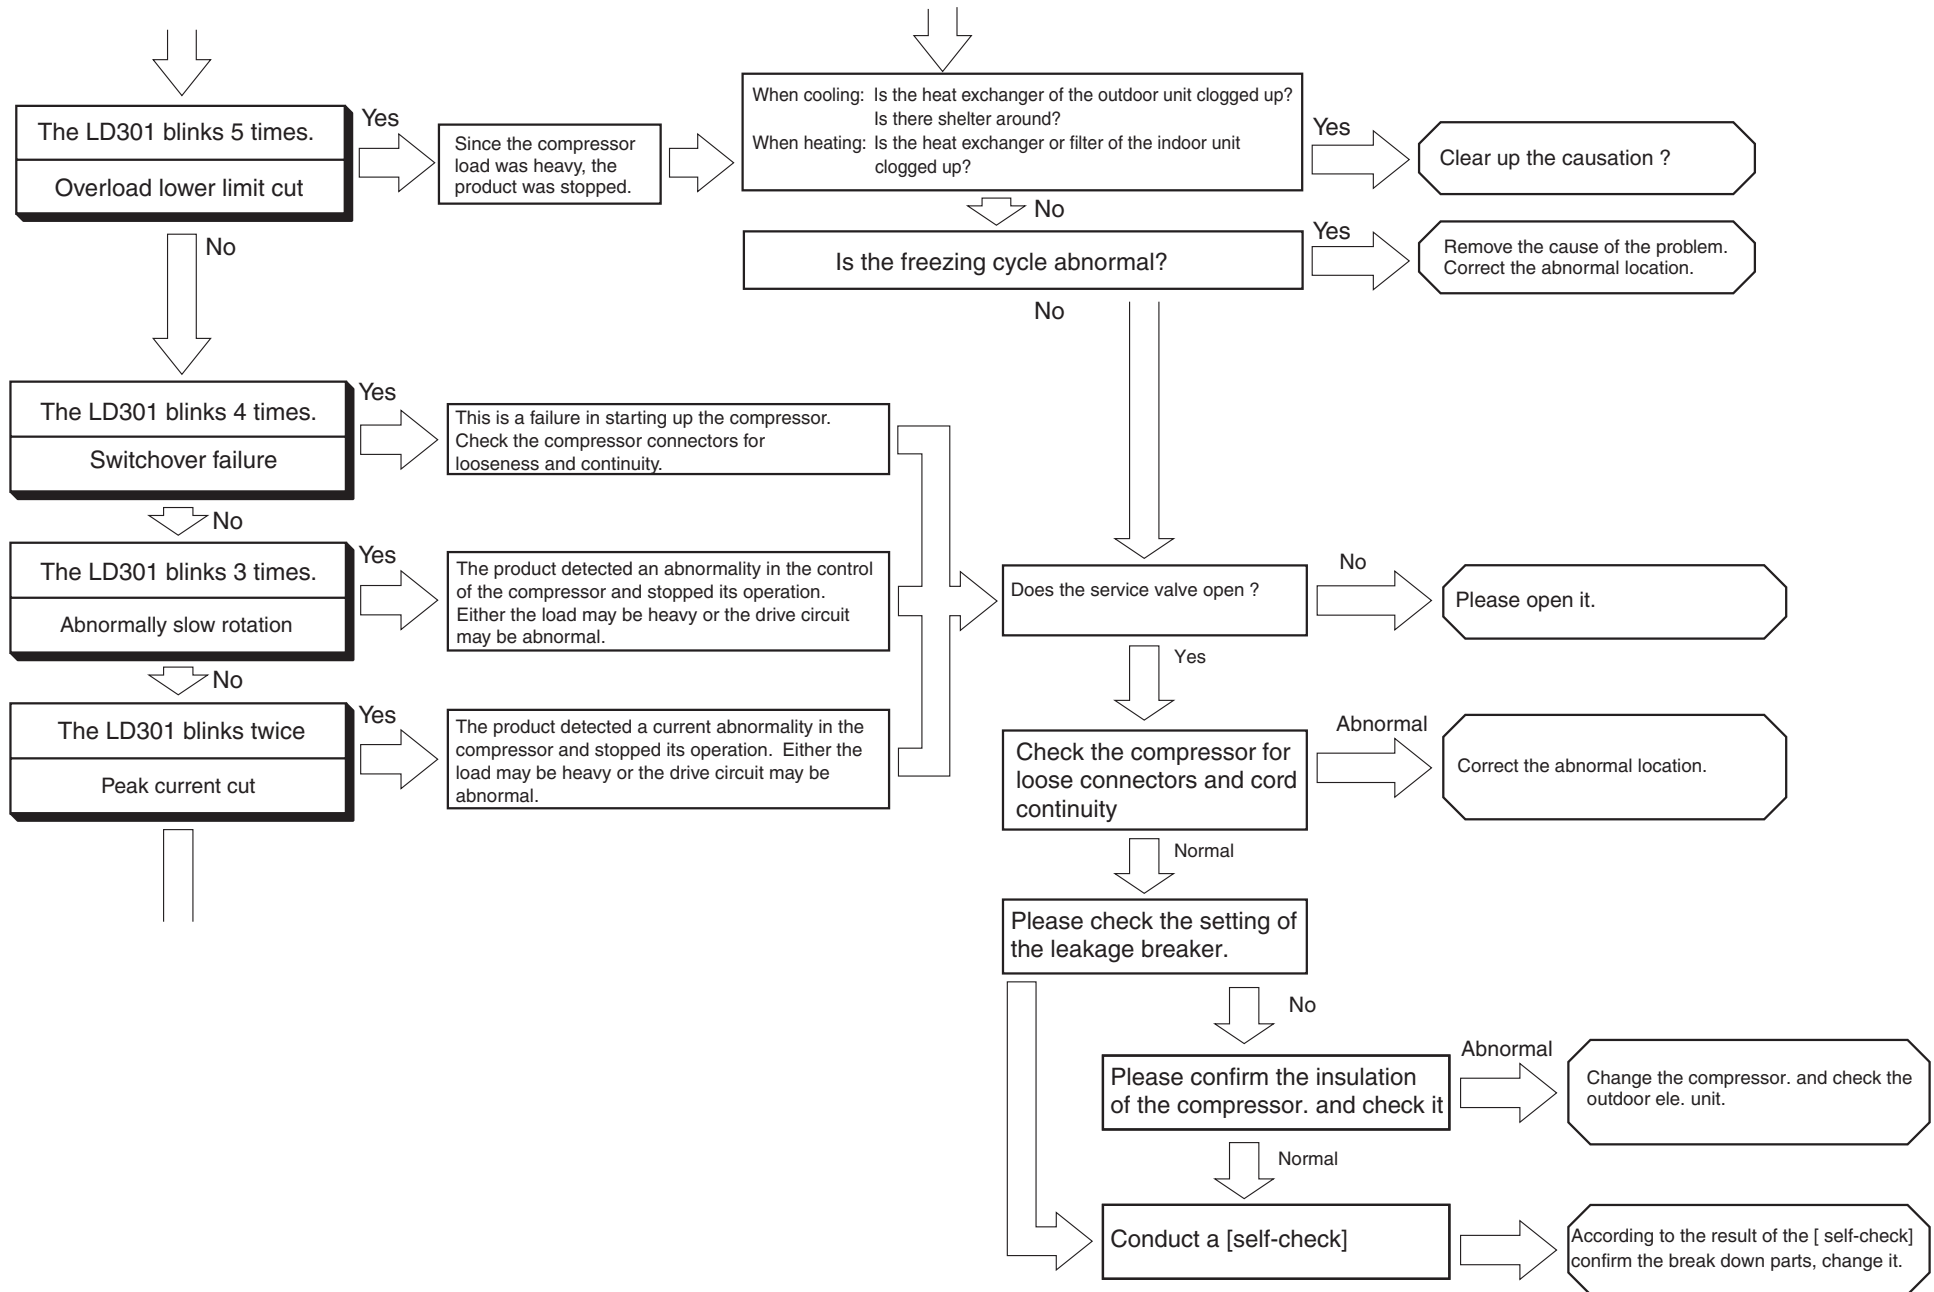 The LD301 blinks 5 times.
Overload lower limit cut
Yes
Since the compressor
load was heavy, the
product was stopped.
When cooling: Is the heat exchanger of the outdoor unit clogged up?
Is there shelter around?
When heating: Is the heat exchanger or filter of the indoor unit
clogged up?
Yes
Clear up the causation ?
No
Is the freezing cycle abnormal?
Yes
Remove the cause of the problem.
Correct the abnormal location.
No
No
The LD301 blinks 4 times.
Switchover failure
Yes
This is a failure in starting up the compressor.
Check the compressor connectors for
looseness and continuity.
No
The LD301 blinks 3 times.
Abnormally slow rotation
Yes
The product detected an abnormality in the control
of the compressor and stopped its operation.
Either the load may be heavy or the drive circuit
may be abnormal.
No
The LD301 blinks twice
Peak current cut
Yes
The product detected a current abnormality in the
compressor and stopped its operation. Either the
load may be heavy or the drive circuit may be
abnormal.
Does the service valve open ?
No
Please open it.
Yes
Check the compressor for
loose connectors and cord
continuity
Abnormal
Correct the abnormal location.
Normal
Please check the setting of
the leakage breaker.
No
Please confirm the insulation
of the compressor. and check it
Abnormal
Change the compressor. and check the
outdoor ele. unit.
Normal
Conduct a [self-check]
According to the result of the [ self-check]
confirm the break down parts, change it.